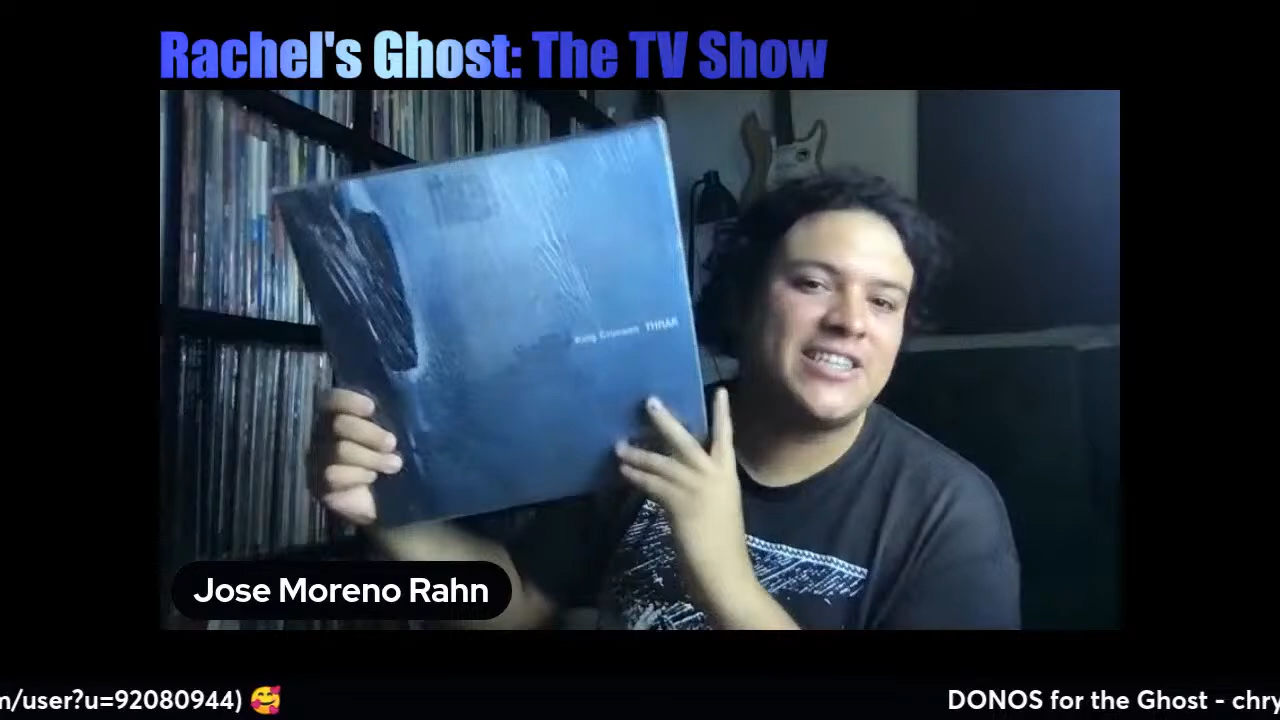 Rachel's Ghost: The TV Show
King Crimson THRAK
Jose Moreno Rahn
m/user?u=92080944) 🥰
DONOS for the Ghost - chry